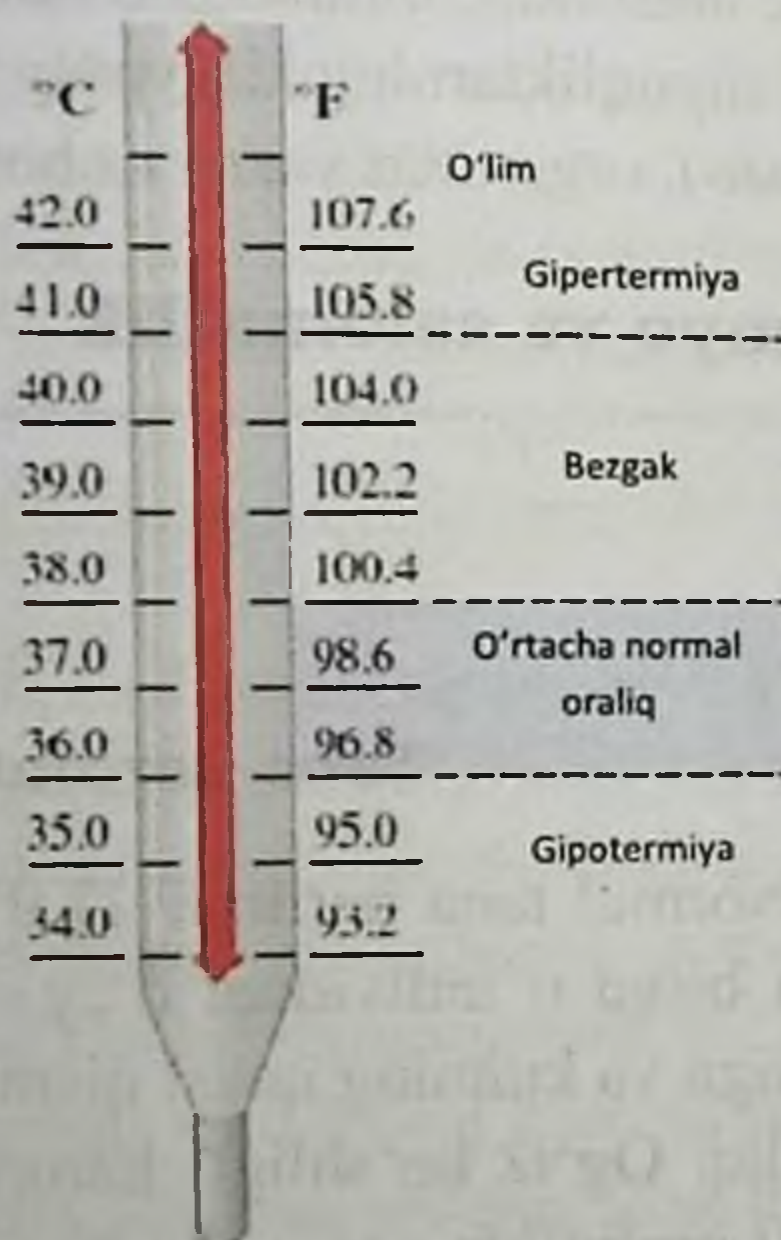 °C °F
O'lim
42.0 107.6
Gipertermiya
41.0 105.8
40.0 104.0
Bezgak
39.0 102.2
38.0 100.4
37.0 98.6 O'rtacha normal
oraliq
36.0 96.8
35.0 95.0 Gipotermiya
34.0 93.2